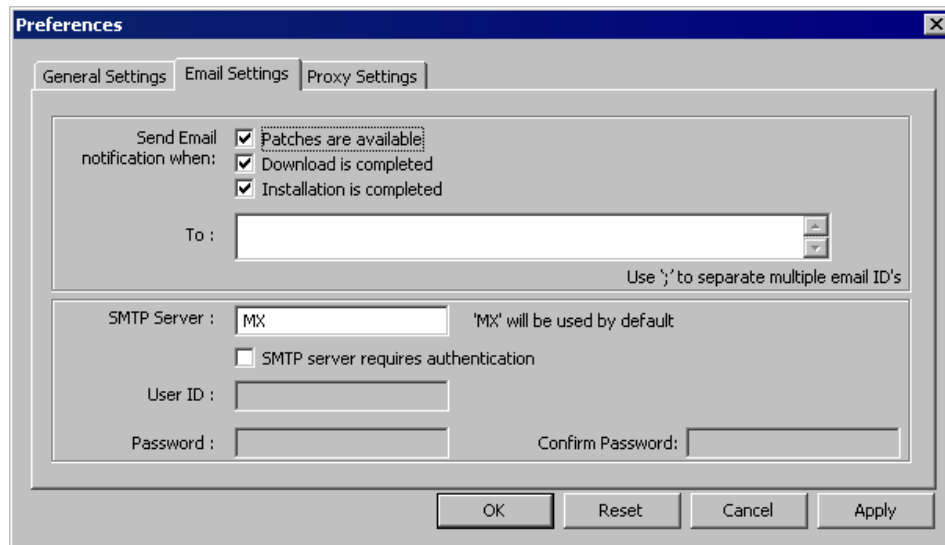 Preferences
General Settings Email Settings Proxy Settings
Send Email notification when:
Patches are available
Download is completed
Installation is completed
To :
Use ';' to separate multiple email ID's
SMTP Server : MX 'MX' will be used by default
SMTP server requires authentication
User ID :
Password : Confirm Password:
OK Reset Cancel Apply